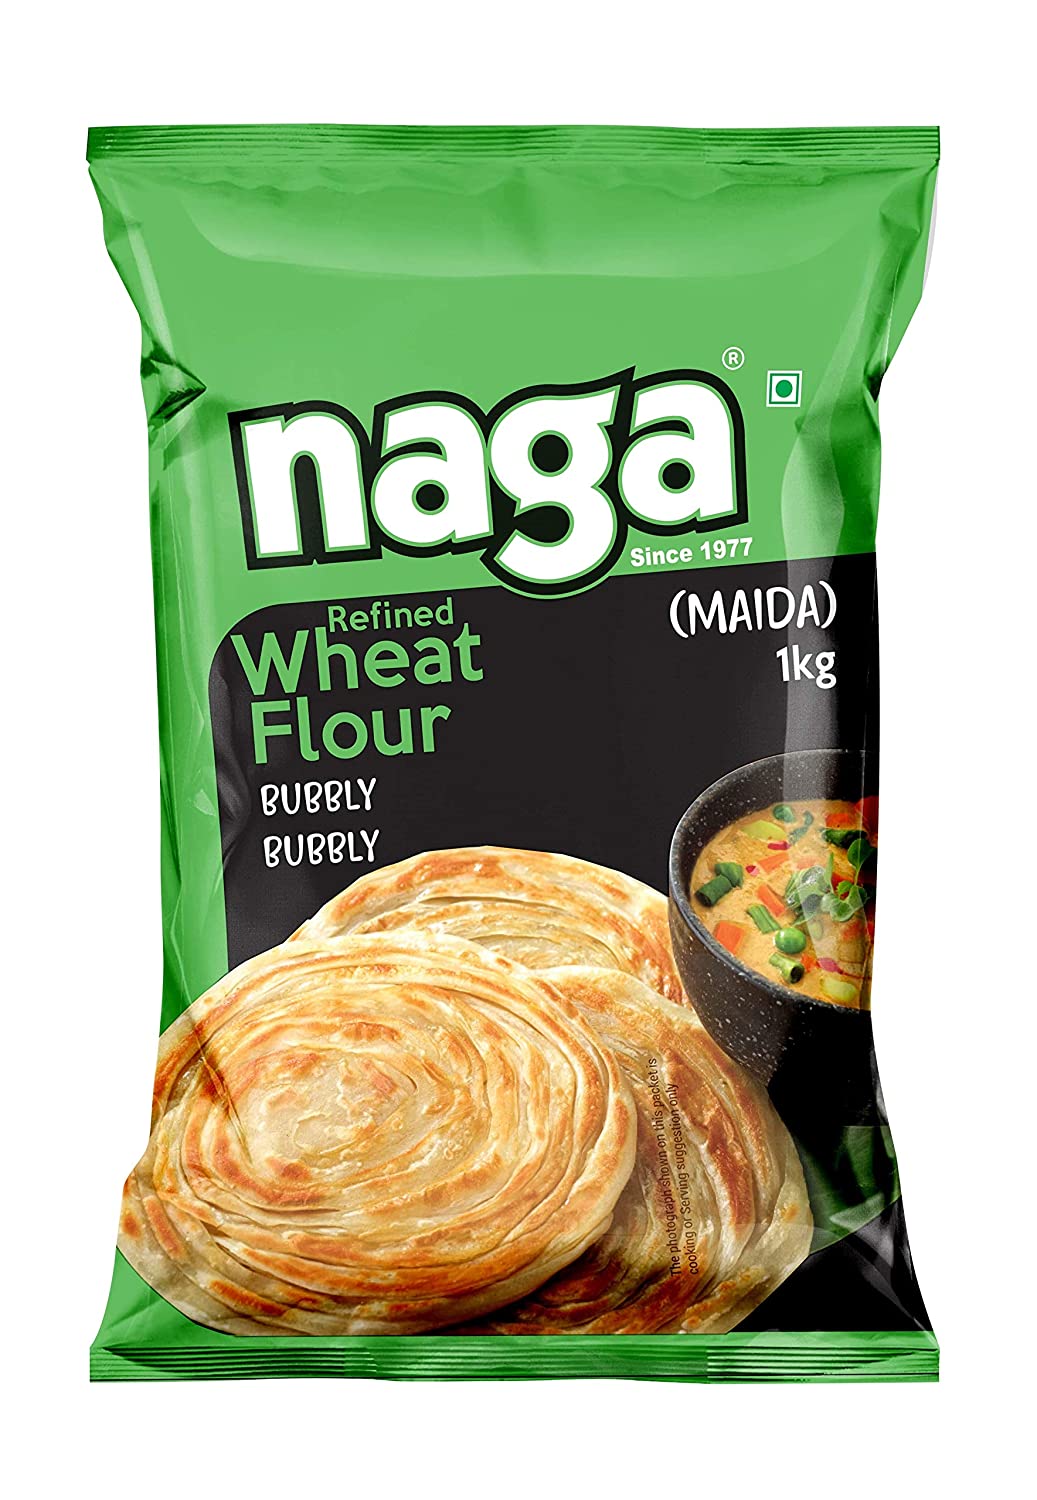 naga®
Since 1977
Refined
Wheat
Flour
(MAIDA)
1kg
BUBBLY
BUBBLY
The photograph shown on this packet is
cooking or Serving suggestion only